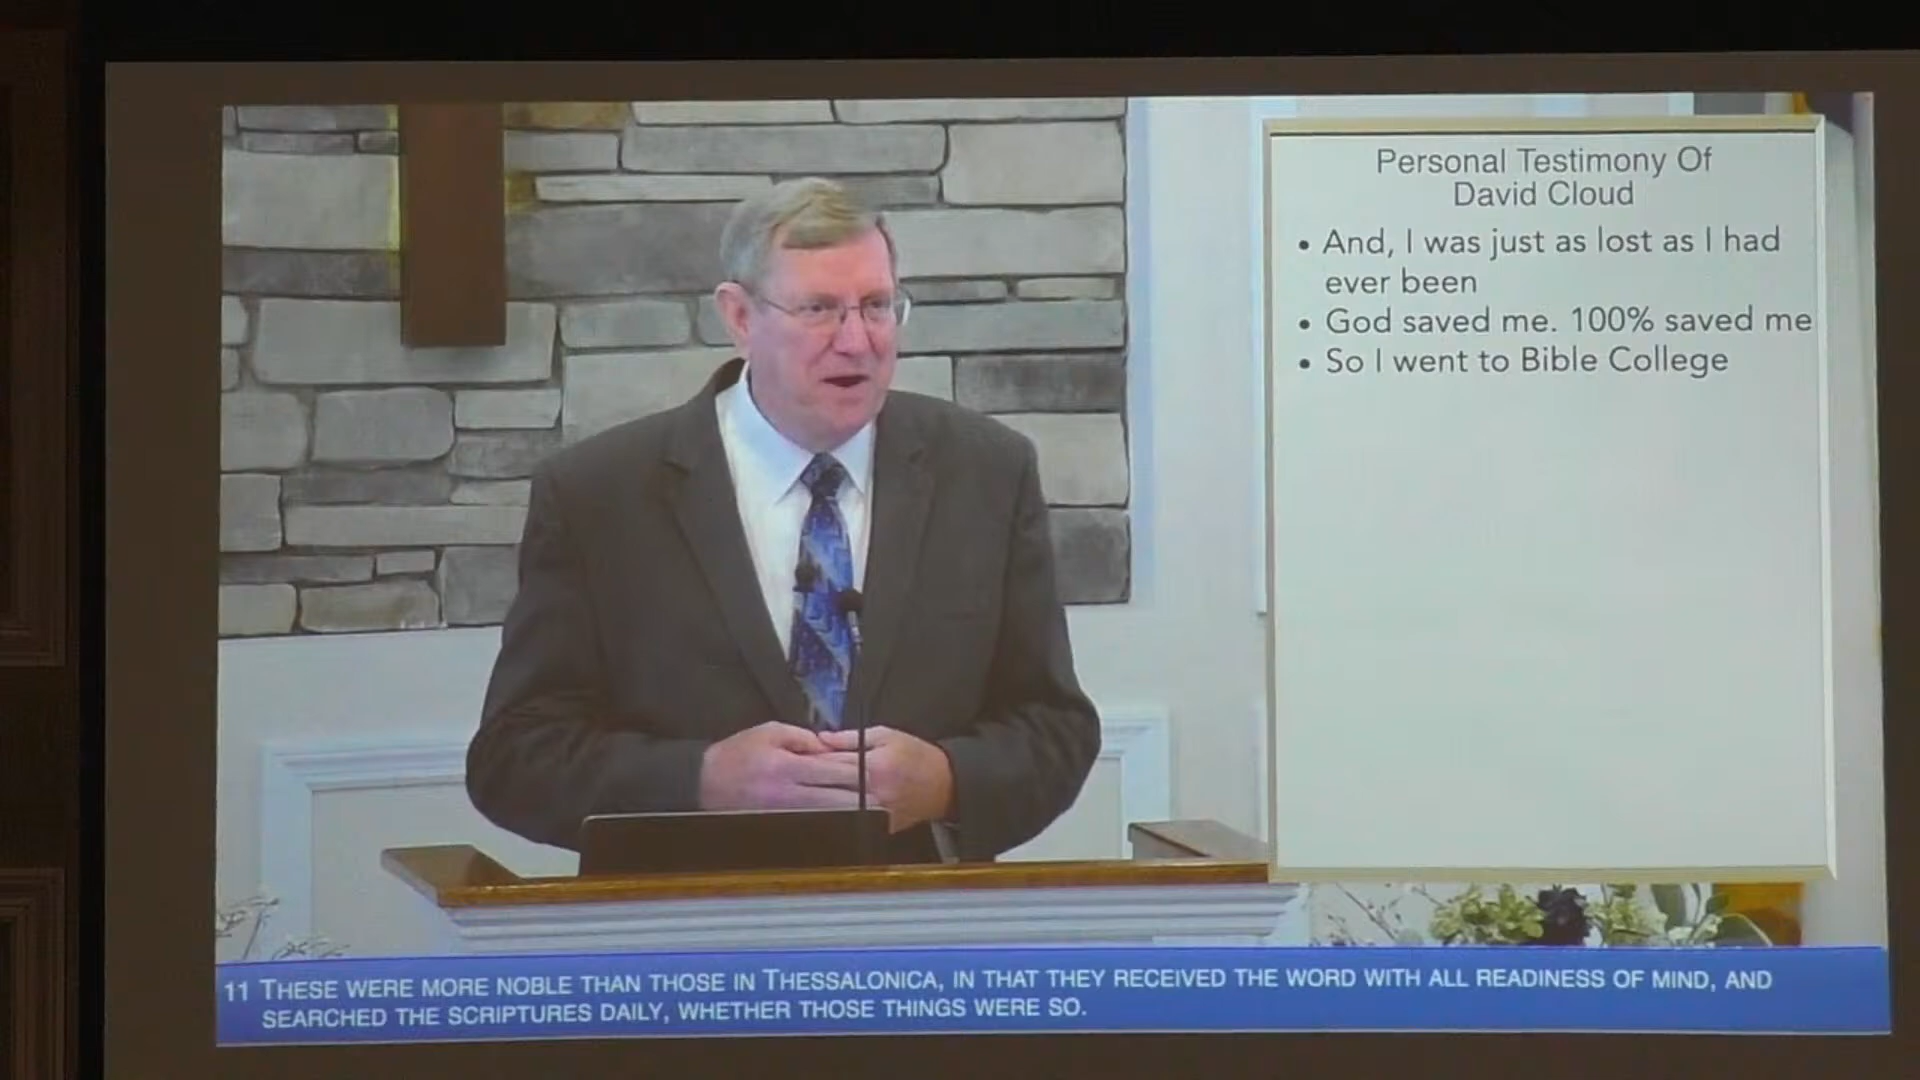 Personal Testimony Of
David Cloud
• And, I was just as lost as I had
ever been
• God saved me. 100% saved me
• So I went to Bible College
11 THESE WERE MORE NOBLE THAN THOSE IN THESSALONICA, IN THAT THEY RECEIVED THE WORD WITH ALL READINESS OF MIND, AND
SEARCHED THE SCRIPTURES DAILY, WHETHER THOSE THINGS WERE SO.